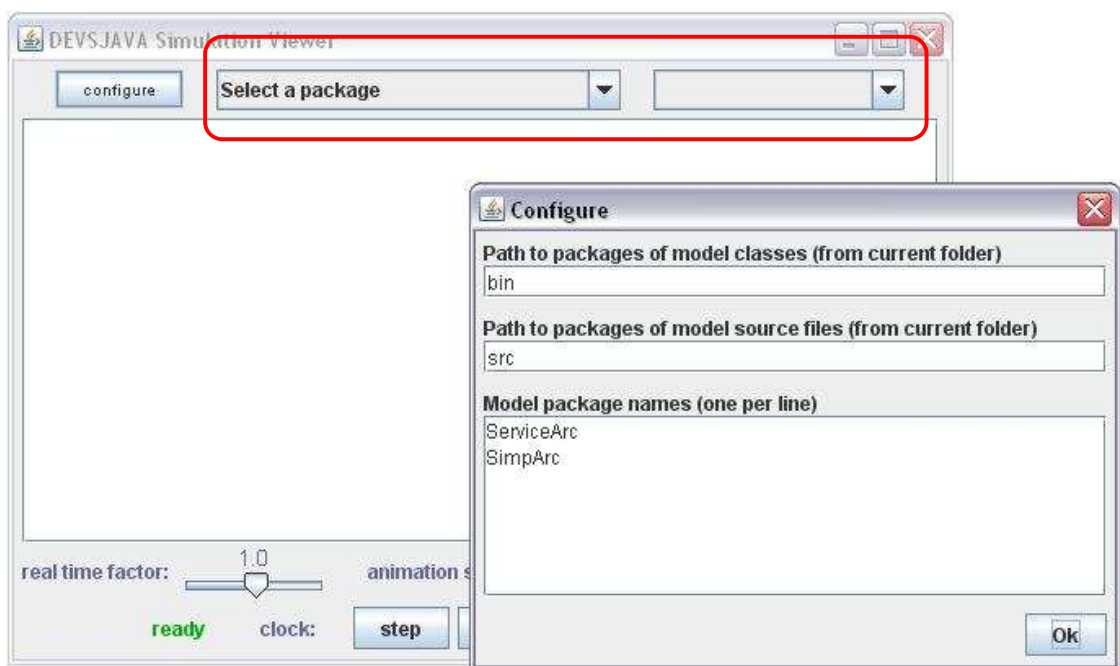 DEVSJAVA Simulation Viewer
configure
Select a package
Configure
Path to packages of model classes (from current folder)
bin
Path to packages of model source files (from current folder)
src
Model package names (one per line)
ServiceArc
SimpArc
1.0
real time factor:
animation s
ready
clock:
step
Ok